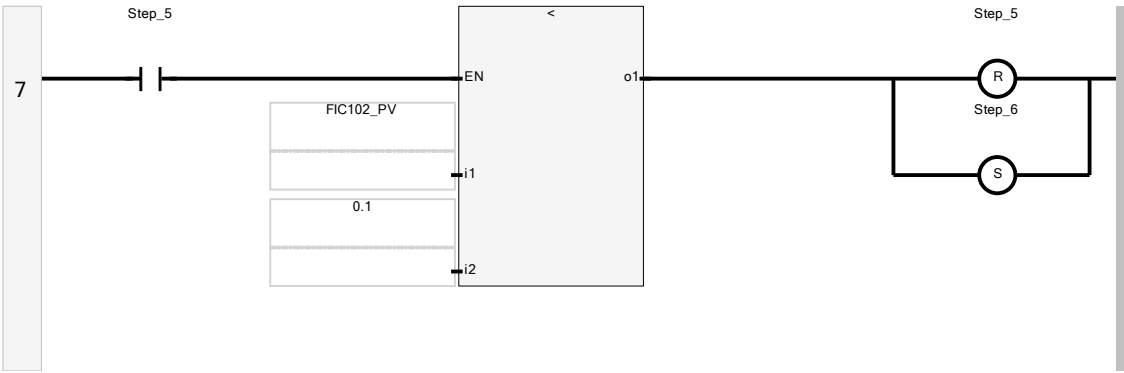 Step_5
<
Step_5
7
EN
o1
R
FIC102_PV
Step_6
i1
S
0.1
i2